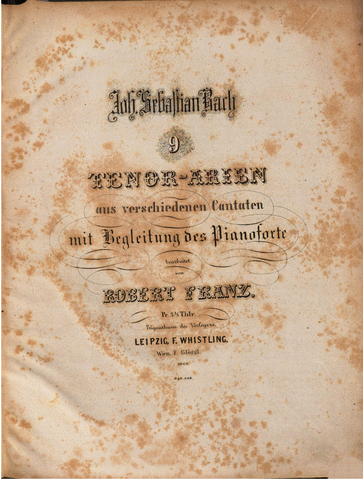 Joh. Sebastian Bach
9
TENOR-ARIEN
aus verschiedenen Cantaten
mit Begleitung des Pianoforte
bearbeitet
von
ROBERT FRANZ.
Eigenthum des Verlegers.
LEIPZIG, F. WHISTLING.
Wien, F.